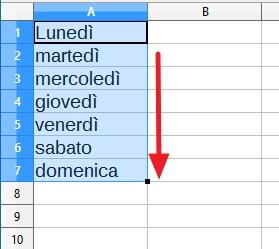 A B
1 Lunedì
2 martedì
3 mercoledì
4 giovedì
5 venerdì
6 sabato
7 domenica
8
9
10